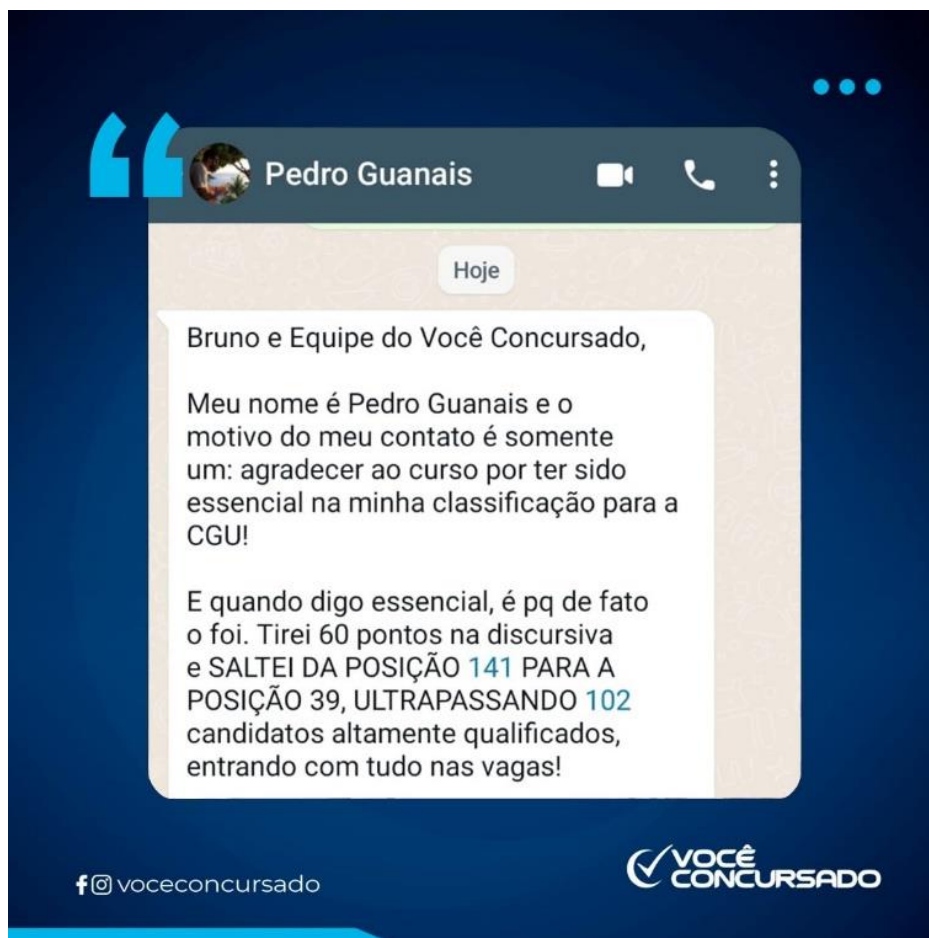 Pedro Guanais
Hoje
Bruno e Equipe do Você Concursado,
Meu nome é Pedro Guanais e o
motivo do meu contato é somente
um: agradecer ao curso por ter sido
essencial na minha classificação para a
CGU!
E quando digo essencial, é pq de fato
o foi. Tirei 60 pontos na discursiva
e SALTEI DA POSIÇÃO 141 PARA A
POSIÇÃO 39, ULTRAPASSANDO 102
candidatos altamente qualificados,
entrando com tudo nas vagas!
voceconcursado
VOCÊ
CONCURSADO